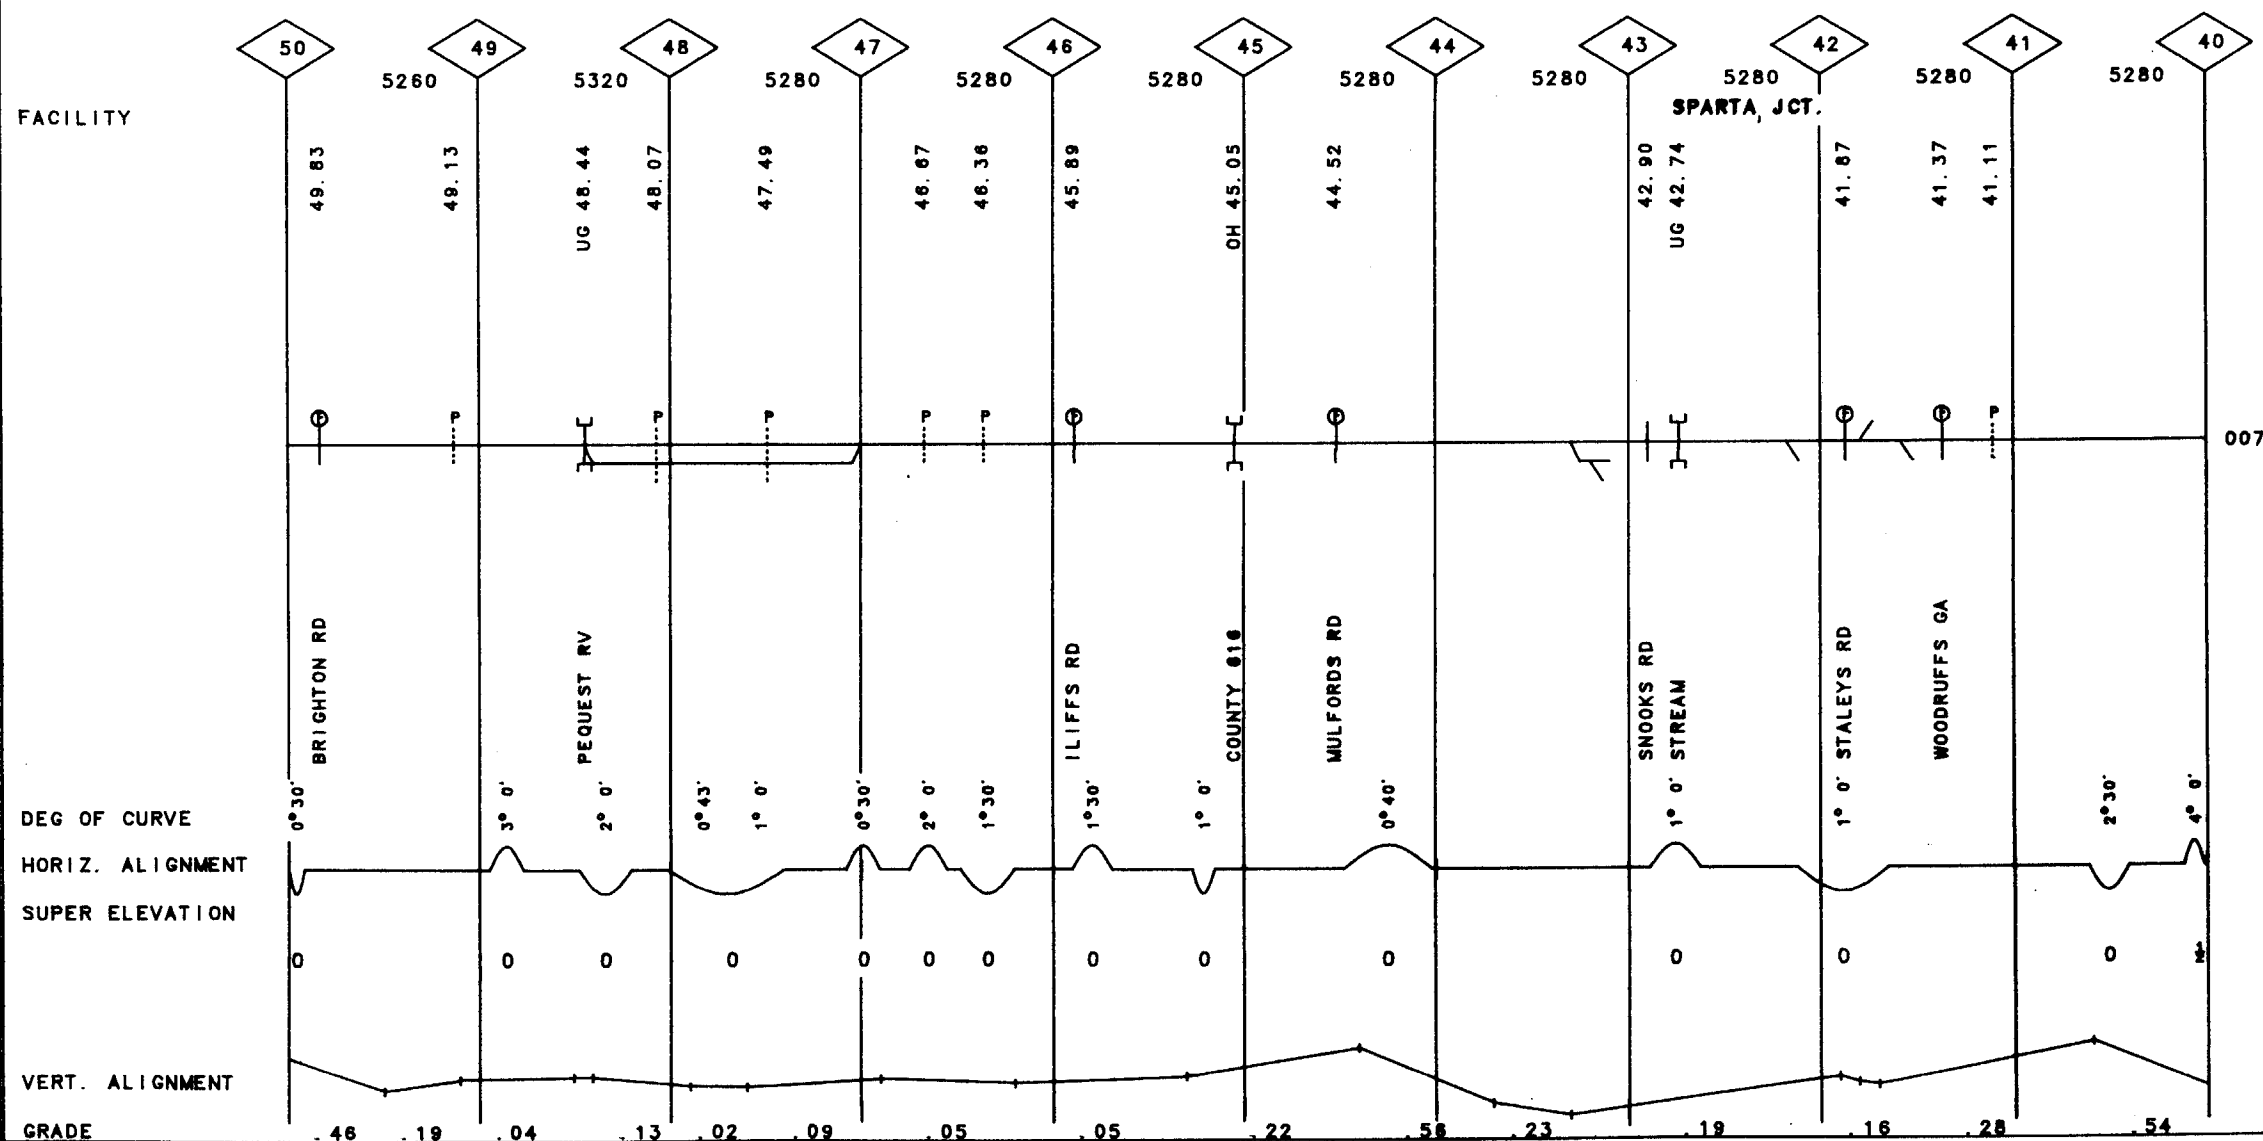 50 49 48 47 46 45 44 43 42 41 40
5260 5320 5280 5280 5280 5280 5280 5280 5280 5280
SPARTA, JCT.
FACILITY
49.83 49.13 UG 48.44 48.07 47.49 46.67 46.36 45.89 OH 45.05 44.52 42.90 UG 42.74 41.87 41.37 41.11
F P P P P P F F F F P
007
BRIGHTON RD PEQUEST RV ILIFFS RD COUNTY 616 MULFORDS RD SNOOKS RD STREAM STALEYS RD WOODRUFFS GA
DEG OF CURVE 0°30' 3° 0' 2° 0' 0°43' 1° 0' 0°30' 2° 0' 1°30' 1°30' 1° 0' 0°40' 1° 0' 1° 0' 2°30' 4° 0'
HORIZ. ALIGNMENT
SUPER ELEVATION
0 0 0 0 0 0 0 0 0 0 0 0 0
VERT. ALIGNMENT
GRADE .46 .19 .04 .13 .02 .09 .05 .05 .22 .58 .23 .19 .16 .28 .54